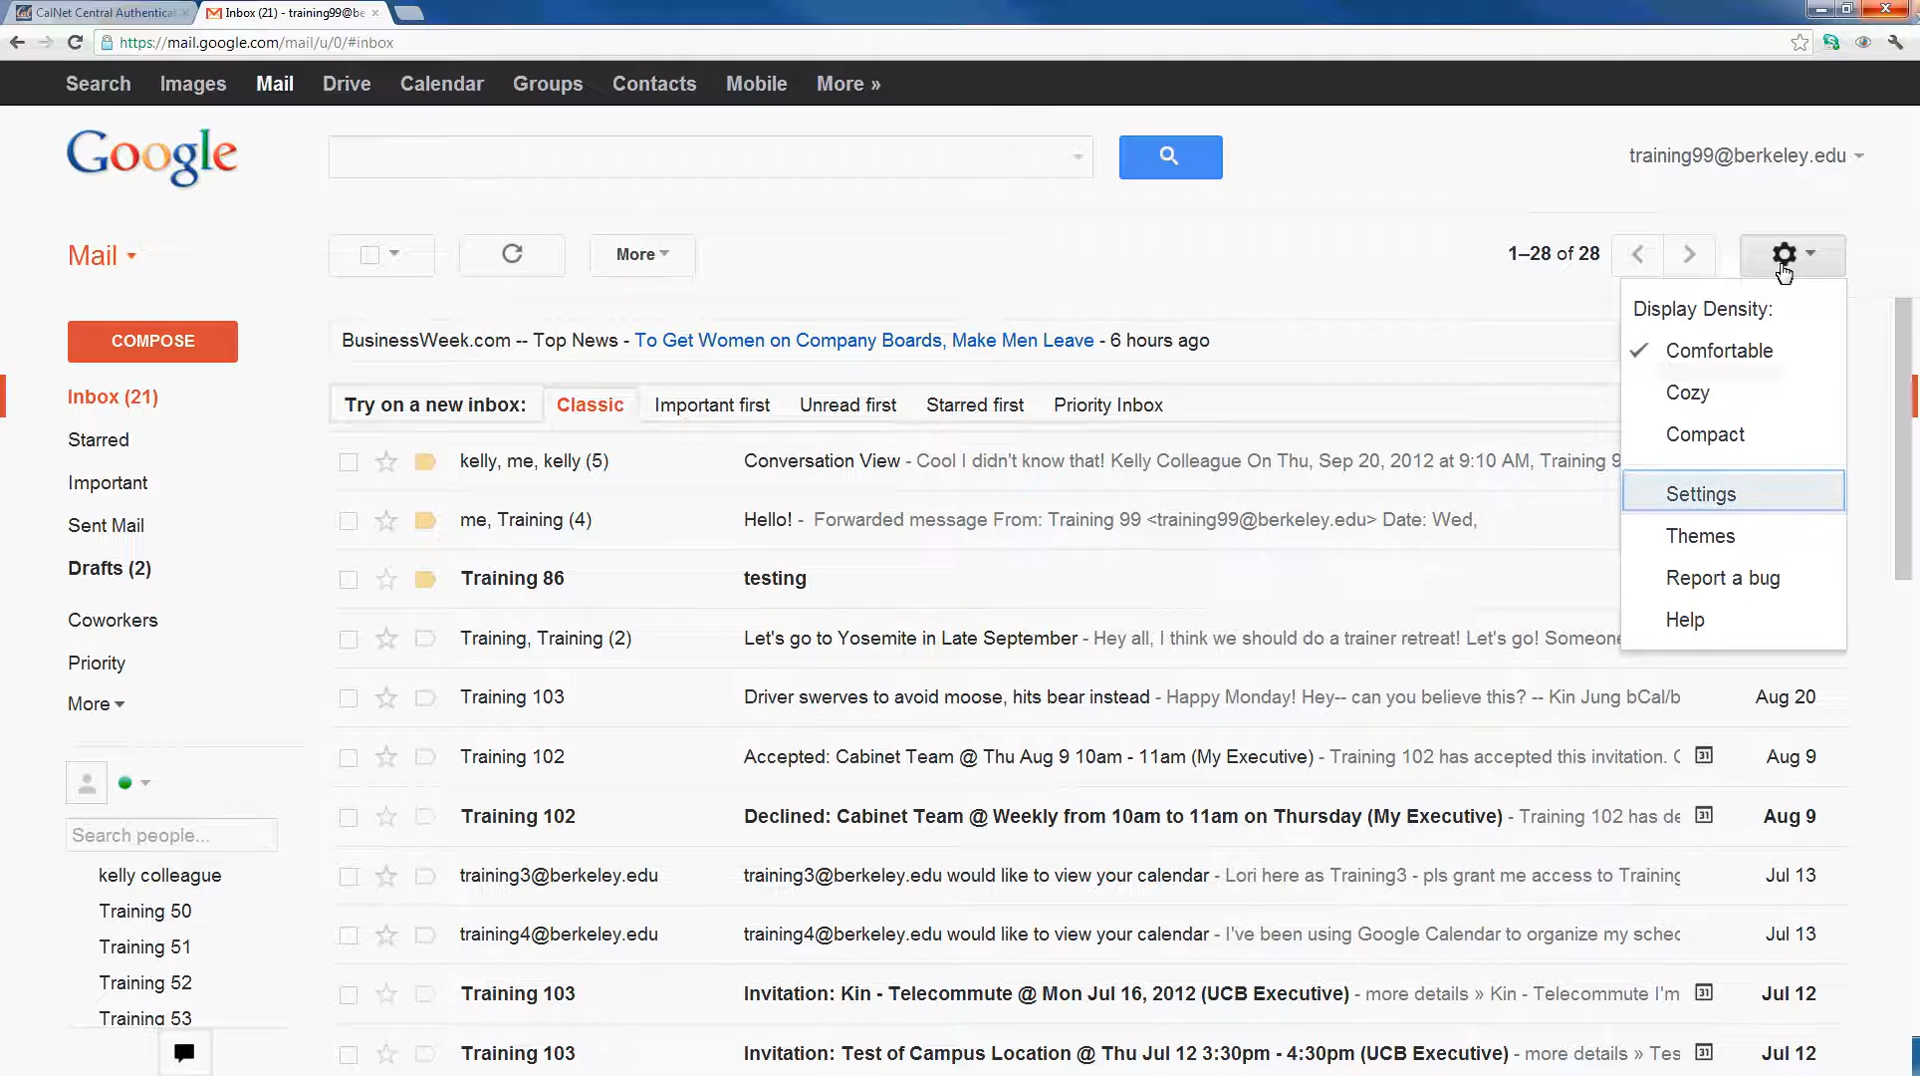 CalNet Central Authentica
Inbox (21) - training99@be
https://mail.google.com/mail/u/0/#inbox
Search Images Mail Drive Calendar Groups Contacts Mobile More »
Google
training99@berkeley.edu
Mail
More
1–28 of 28
Display Density:
Comfortable
Cozy
Compact
Settings
Themes
Report a bug
Help
COMPOSE
Inbox (21)
Starred
Important
Sent Mail
Drafts (2)
Coworkers
Priority
More
Search people...
kelly colleague
Training 50
Training 51
Training 52
Training 53
BusinessWeek.com -- Top News - To Get Women on Company Boards, Make Men Leave - 6 hours ago
Try on a new inbox: Classic Important first Unread first Starred first Priority Inbox
kelly, me, kelly (5) Conversation View - Cool I didn't know that! Kelly Colleague On Thu, Sep 20, 2012 at 9:10 AM, Training 9
me, Training (4) Hello! - Forwarded message From: Training 99 <training99@berkeley.edu> Date: Wed,
Training 86 testing
Training, Training (2) Let's go to Yosemite in Late September - Hey all, I think we should do a trainer retreat! Let's go! Someone
Training 103 Driver swerves to avoid moose, hits bear instead - Happy Monday! Hey-- can you believe this? -- Kin Jung bCal/b Aug 20
Training 102 Accepted: Cabinet Team @ Thu Aug 9 10am - 11am (My Executive) - Training 102 has accepted this invitation. C 31 Aug 9
Training 102 Declined: Cabinet Team @ Weekly from 10am to 11am on Thursday (My Executive) - Training 102 has de 31 Aug 9
training3@berkeley.edu training3@berkeley.edu would like to view your calendar - Lori here as Training3 - pls grant me access to Training Jul 13
training4@berkeley.edu training4@berkeley.edu would like to view your calendar - I've been using Google Calendar to organize my sched Jul 13
Training 103 Invitation: Kin - Telecommute @ Mon Jul 16, 2012 (UCB Executive) - more details » Kin - Telecommute I'm 31 Jul 12
Training 103 Invitation: Test of Campus Location @ Thu Jul 12 3:30pm - 4:30pm (UCB Executive) - more details » Tes 31 Jul 12